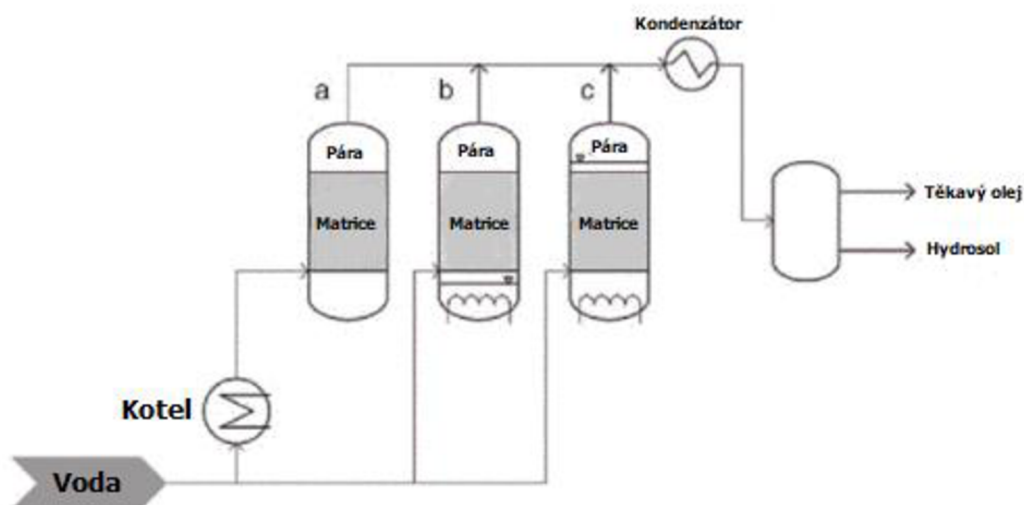 Kondenzátor
a
b
c
Pára
Pára
Pára
Těkavý olej
Matrice
Matrice
Matrice
Hydrosol
Kotel
Voda